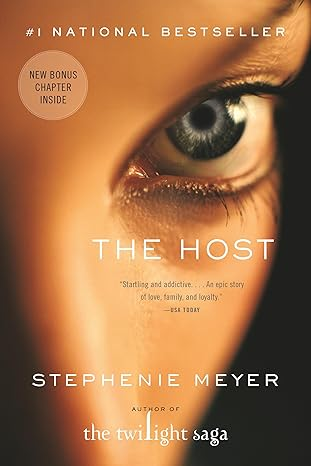 #1 NATIONAL BESTSELLER
NEW BONUS
CHAPTER
INSIDE
THE HOST
"Startling and addictive. . . . An epic story
of love, family, and loyalty."
—USA TODAY
STEPHENIE MEYER
AUTHOR OF
the twilight saga